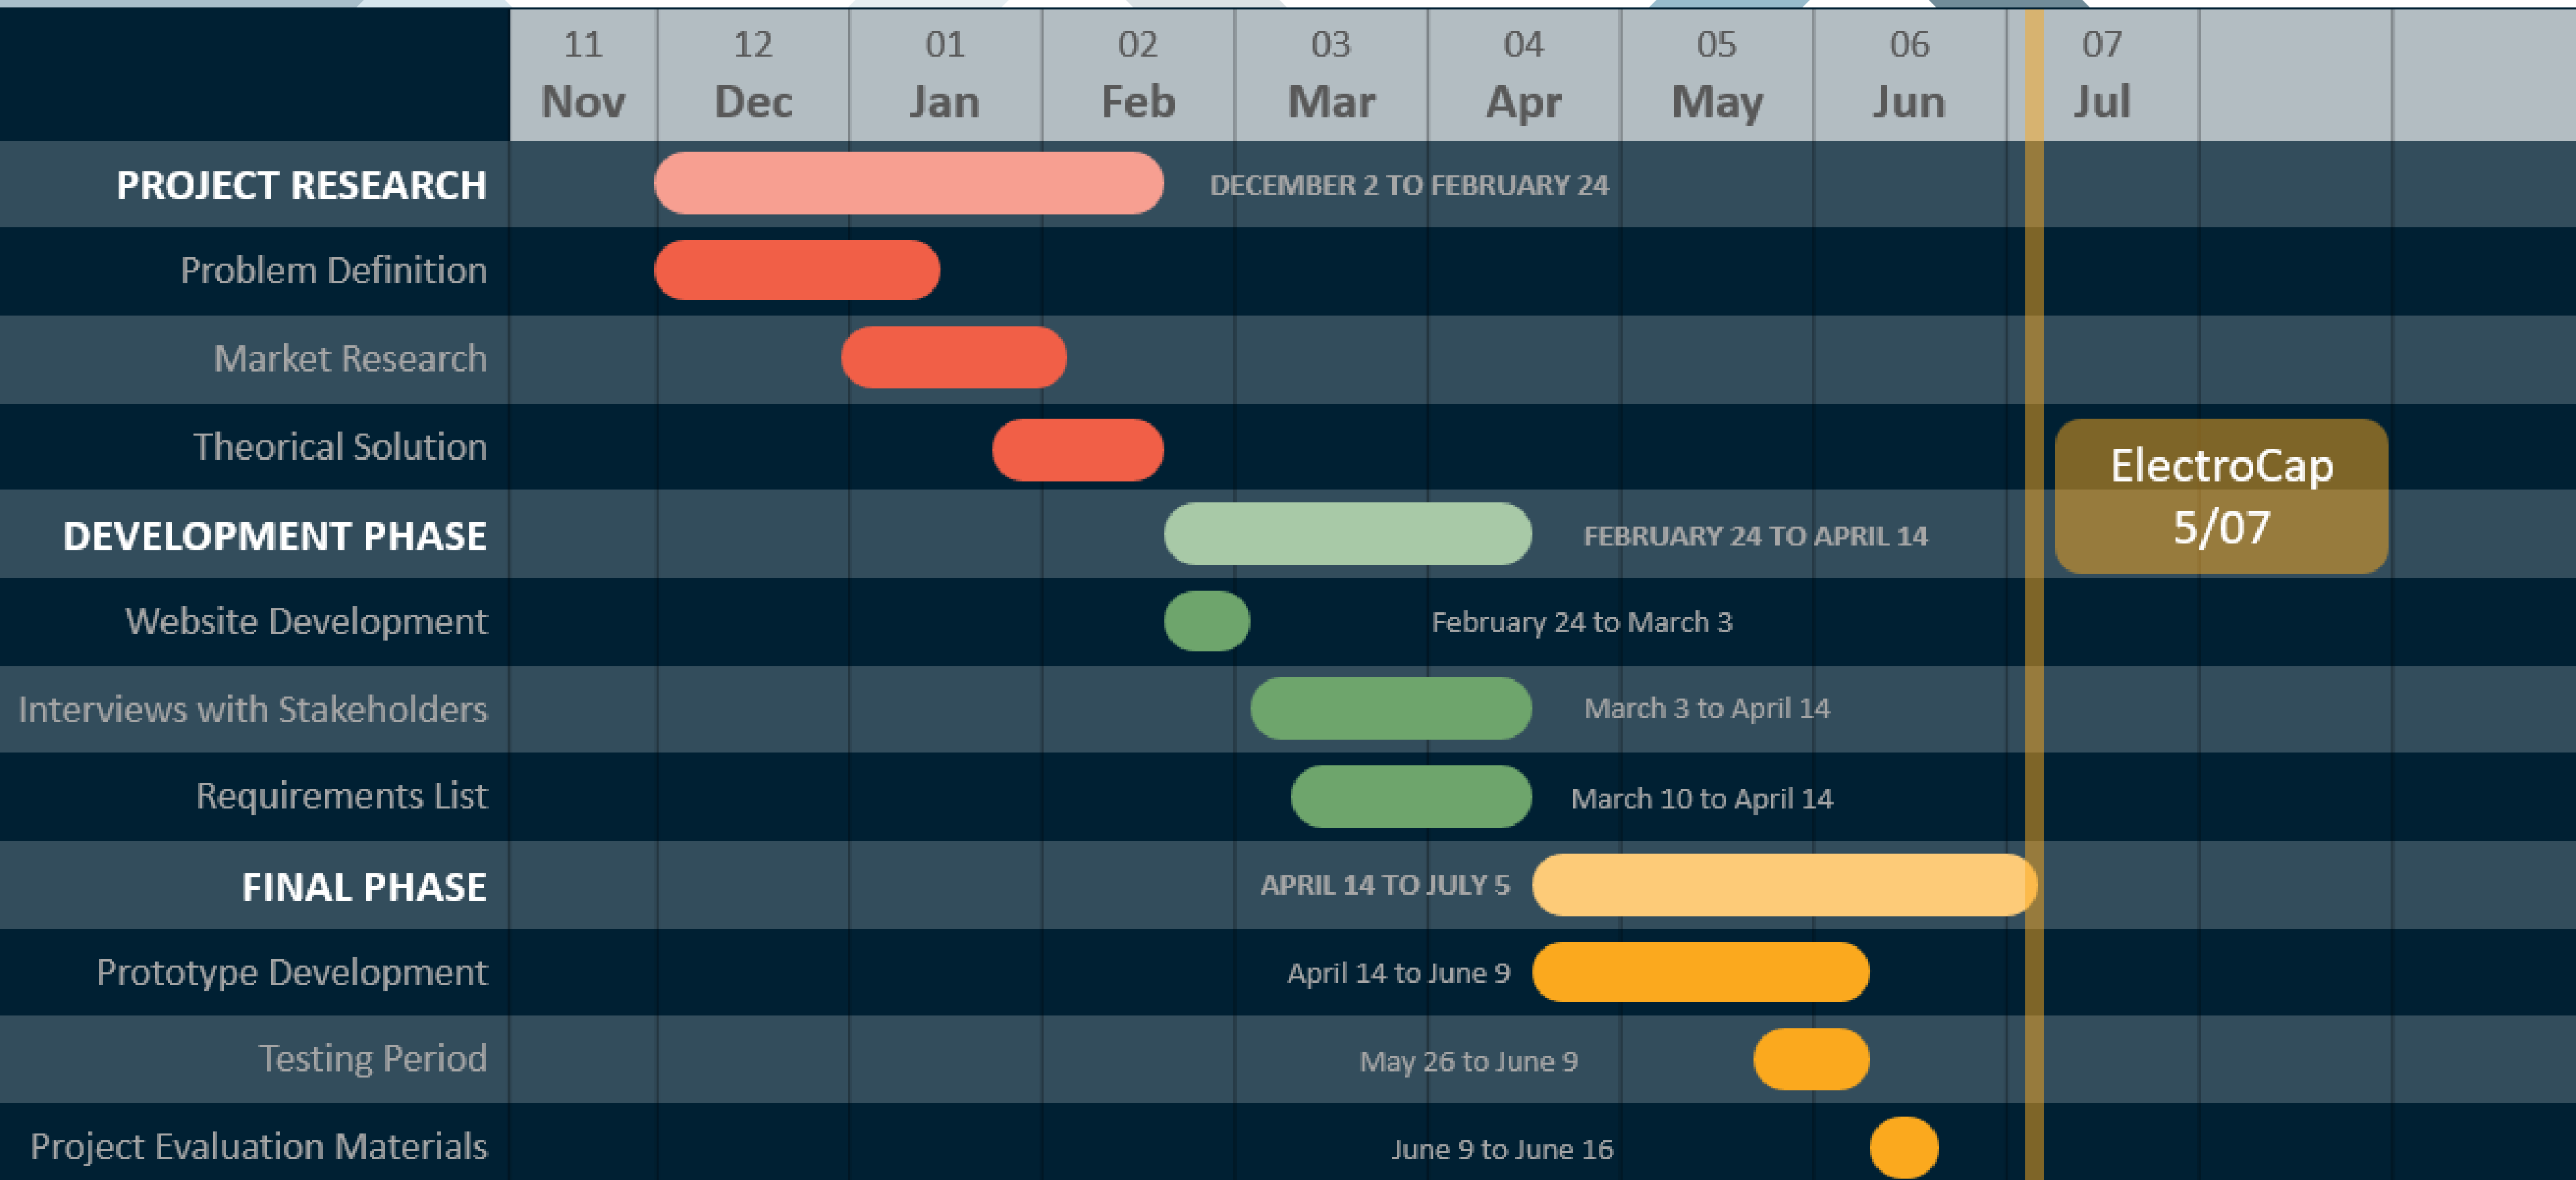 11 12 01 02 03 04 05 06 07
Nov Dec Jan Feb Mar Apr May Jun Jul
PROJECT RESEARCH DECEMBER 2 TO FEBRUARY 24
Problem Definition
Market Research
Theorical Solution
ElectroCap
5/07
DEVELOPMENT PHASE FEBRUARY 24 TO APRIL 14
Website Development February 24 to March 3
Interviews with Stakeholders March 3 to April 14
Requirements List March 10 to April 14
FINAL PHASE APRIL 14 TO JULY 5
Prototype Development April 14 to June 9
Testing Period May 26 to June 9
Project Evaluation Materials June 9 to June 16